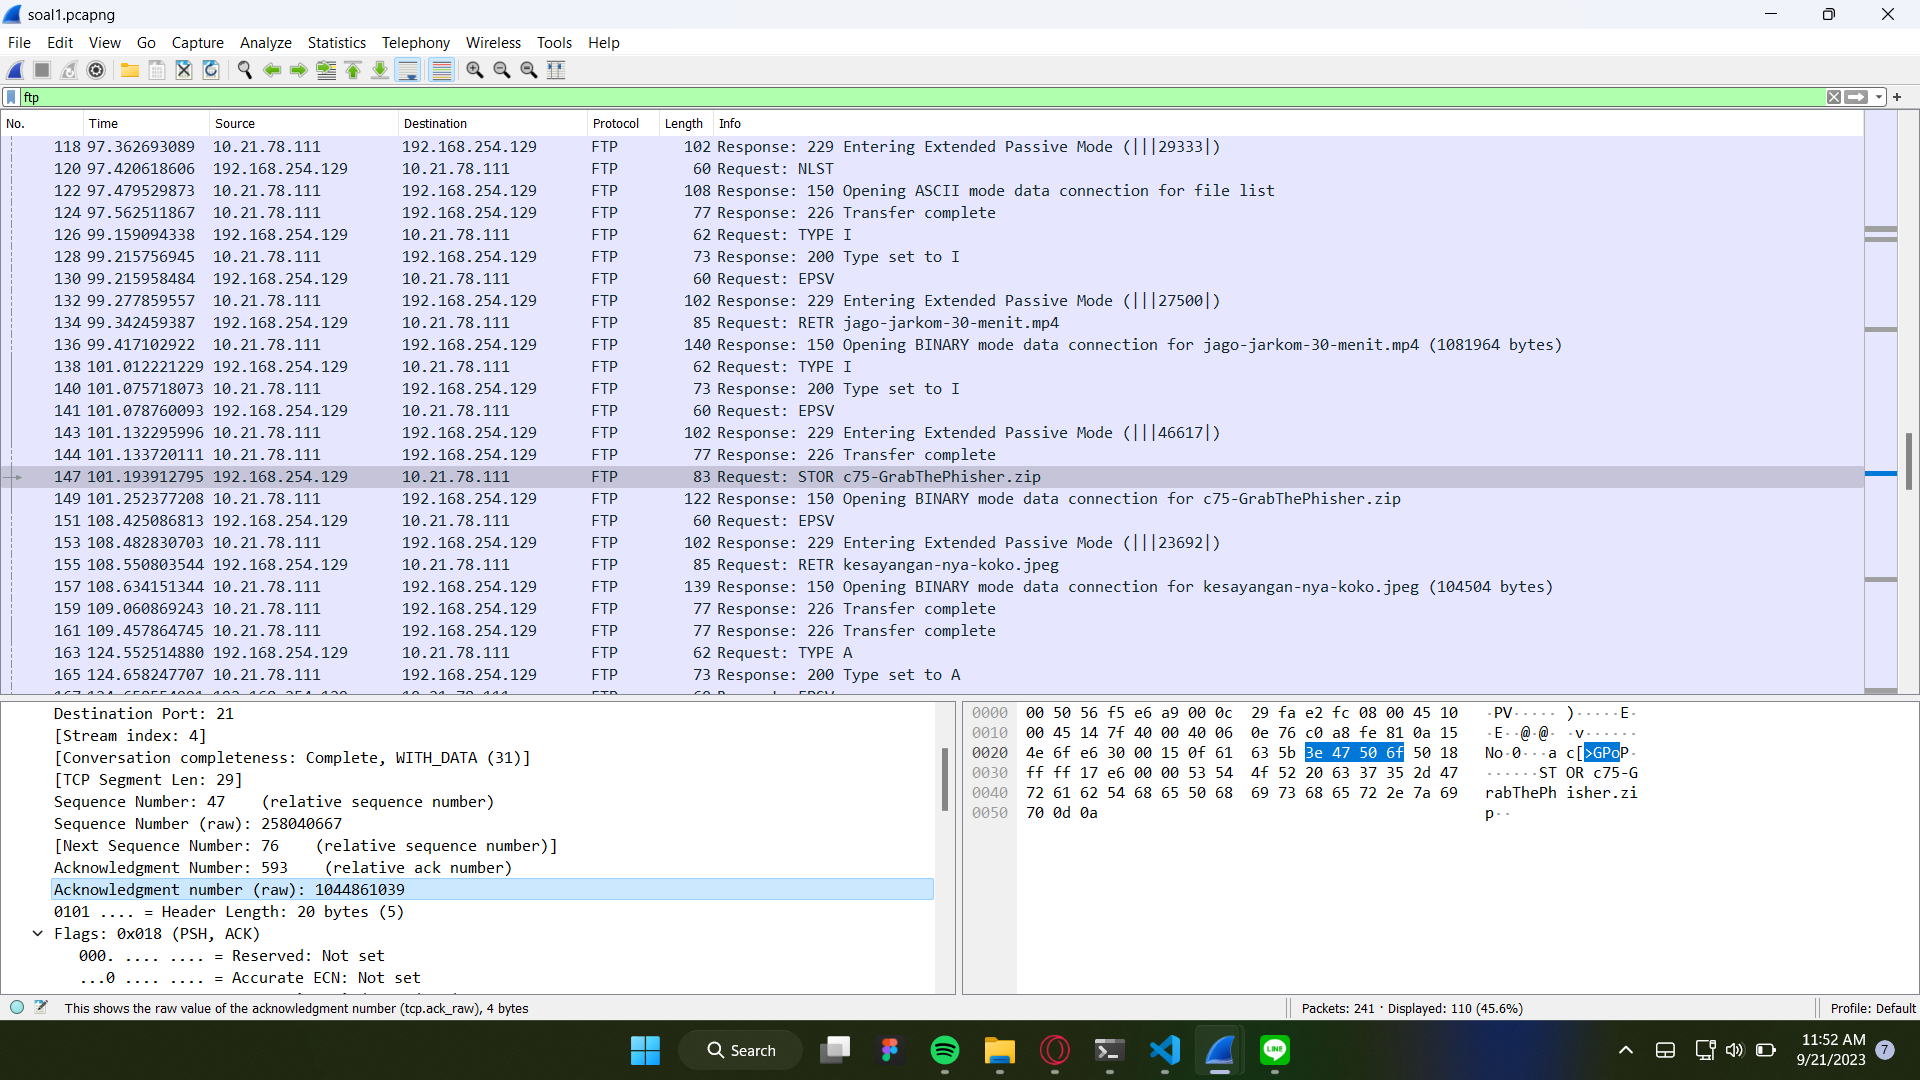 soal1.pcapng
File Edit View Go Capture Analyze Statistics Telephony Wireless Tools Help
ftp
No. Time Source Destination Protocol Length Info
118 97.362693089 10.21.78.111 192.168.254.129 FTP 102 Response: 229 Entering Extended Passive Mode (|||29333|)
120 97.420618606 192.168.254.129 10.21.78.111 FTP 60 Request: NLST
122 97.479529873 10.21.78.111 192.168.254.129 FTP 108 Response: 150 Opening ASCII mode data connection for file list
124 97.562511867 10.21.78.111 192.168.254.129 FTP 77 Response: 226 Transfer complete
126 99.159094338 192.168.254.129 10.21.78.111 FTP 62 Request: TYPE I
128 99.215756945 10.21.78.111 192.168.254.129 FTP 73 Response: 200 Type set to I
130 99.215958484 192.168.254.129 10.21.78.111 FTP 60 Request: EPSV
132 99.277859557 10.21.78.111 192.168.254.129 FTP 102 Response: 229 Entering Extended Passive Mode (|||27500|)
134 99.342459387 192.168.254.129 10.21.78.111 FTP 85 Request: RETR jago-jarkom-30-menit.mp4
136 99.417102922 10.21.78.111 192.168.254.129 FTP 140 Response: 150 Opening BINARY mode data connection for jago-jarkom-30-menit.mp4 (1081964 bytes)
138 101.012221229 192.168.254.129 10.21.78.111 FTP 62 Request: TYPE I
140 101.075718073 10.21.78.111 192.168.254.129 FTP 73 Response: 200 Type set to I
141 101.078760093 192.168.254.129 10.21.78.111 FTP 60 Request: EPSV
143 101.132295996 10.21.78.111 192.168.254.129 FTP 102 Response: 229 Entering Extended Passive Mode (|||46617|)
144 101.133720111 10.21.78.111 192.168.254.129 FTP 77 Response: 226 Transfer complete
147 101.193912795 192.168.254.129 10.21.78.111 FTP 83 Request: STOR c75-GrabThePhisher.zip
149 101.252377208 10.21.78.111 192.168.254.129 FTP 122 Response: 150 Opening BINARY mode data connection for c75-GrabThePhisher.zip
151 108.425086813 192.168.254.129 10.21.78.111 FTP 60 Request: EPSV
153 108.482830703 10.21.78.111 192.168.254.129 FTP 102 Response: 229 Entering Extended Passive Mode (|||23692|)
155 108.550803544 192.168.254.129 10.21.78.111 FTP 85 Request: RETR kesayangan-nya-koko.jpeg
157 108.634151344 10.21.78.111 192.168.254.129 FTP 139 Response: 150 Opening BINARY mode data connection for kesayangan-nya-koko.jpeg (104504 bytes)
159 109.060869243 10.21.78.111 192.168.254.129 FTP 77 Response: 226 Transfer complete
161 109.457864745 10.21.78.111 192.168.254.129 FTP 77 Response: 226 Transfer complete
163 124.552514880 192.168.254.129 10.21.78.111 FTP 62 Request: TYPE A
165 124.658247707 10.21.78.111 192.168.254.129 FTP 73 Response: 200 Type set to A
Destination Port: 21
[Stream index: 4]
[Conversation completeness: Complete, WITH_DATA (31)]
[TCP Segment Len: 29]
Sequence Number: 47 (relative sequence number)
Sequence Number (raw): 258040667
[Next Sequence Number: 76 (relative sequence number)]
Acknowledgment Number: 593 (relative ack number)
Acknowledgment number (raw): 1044861039
0101 .... = Header Length: 20 bytes (5)
Flags: 0x018 (PSH, ACK)
000. .... .... = Reserved: Not set
...0 .... .... = Accurate ECN: Not set
0000 00 50 56 f5 e6 a9 00 0c 29 fa e2 fc 08 00 45 10 ·PV····· )·····E·
0010 00 45 14 7f 40 00 40 06 0e 76 c0 a8 fe 81 0a 15 ·E··@·@· ·v······
0020 4e 6f e6 30 00 15 0f 61 63 5b 3e 47 50 6f 50 18 No·0···a c[>GPoP·
0030 ff ff 17 e6 00 00 53 54 4f 52 20 63 37 35 2d 47 ······ST OR c75-G
0040 72 61 62 54 68 65 50 68 69 73 68 65 72 2e 7a 69 rabThePh isher.zi
0050 70 0d 0a p··
This shows the raw value of the acknowledgment number (tcp.ack_raw), 4 bytes
Packets: 241 · Displayed: 110 (45.6%)
Profile: Default
Search
LINE
11:52 AM
9/21/2023
7